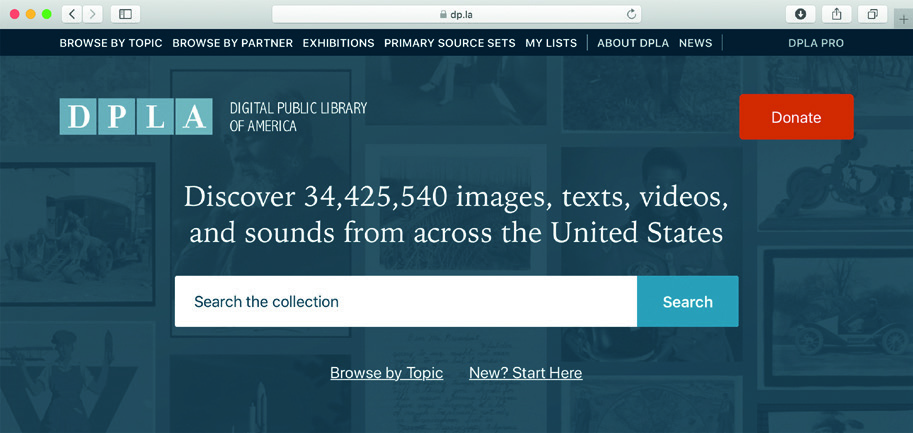 dp.la
BROWSE BY TOPIC BROWSE BY PARTNER EXHIBITIONS PRIMARY SOURCE SETS MY LISTS ABOUT DPLA NEWS DPLA PRO
DPLA
DIGITAL PUBLIC LIBRARY
OF AMERICA
Donate
Discover 34,425,540 images, texts, videos,
and sounds from across the United States
Search the collection
Search
Browse by Topic New? Start Here
W